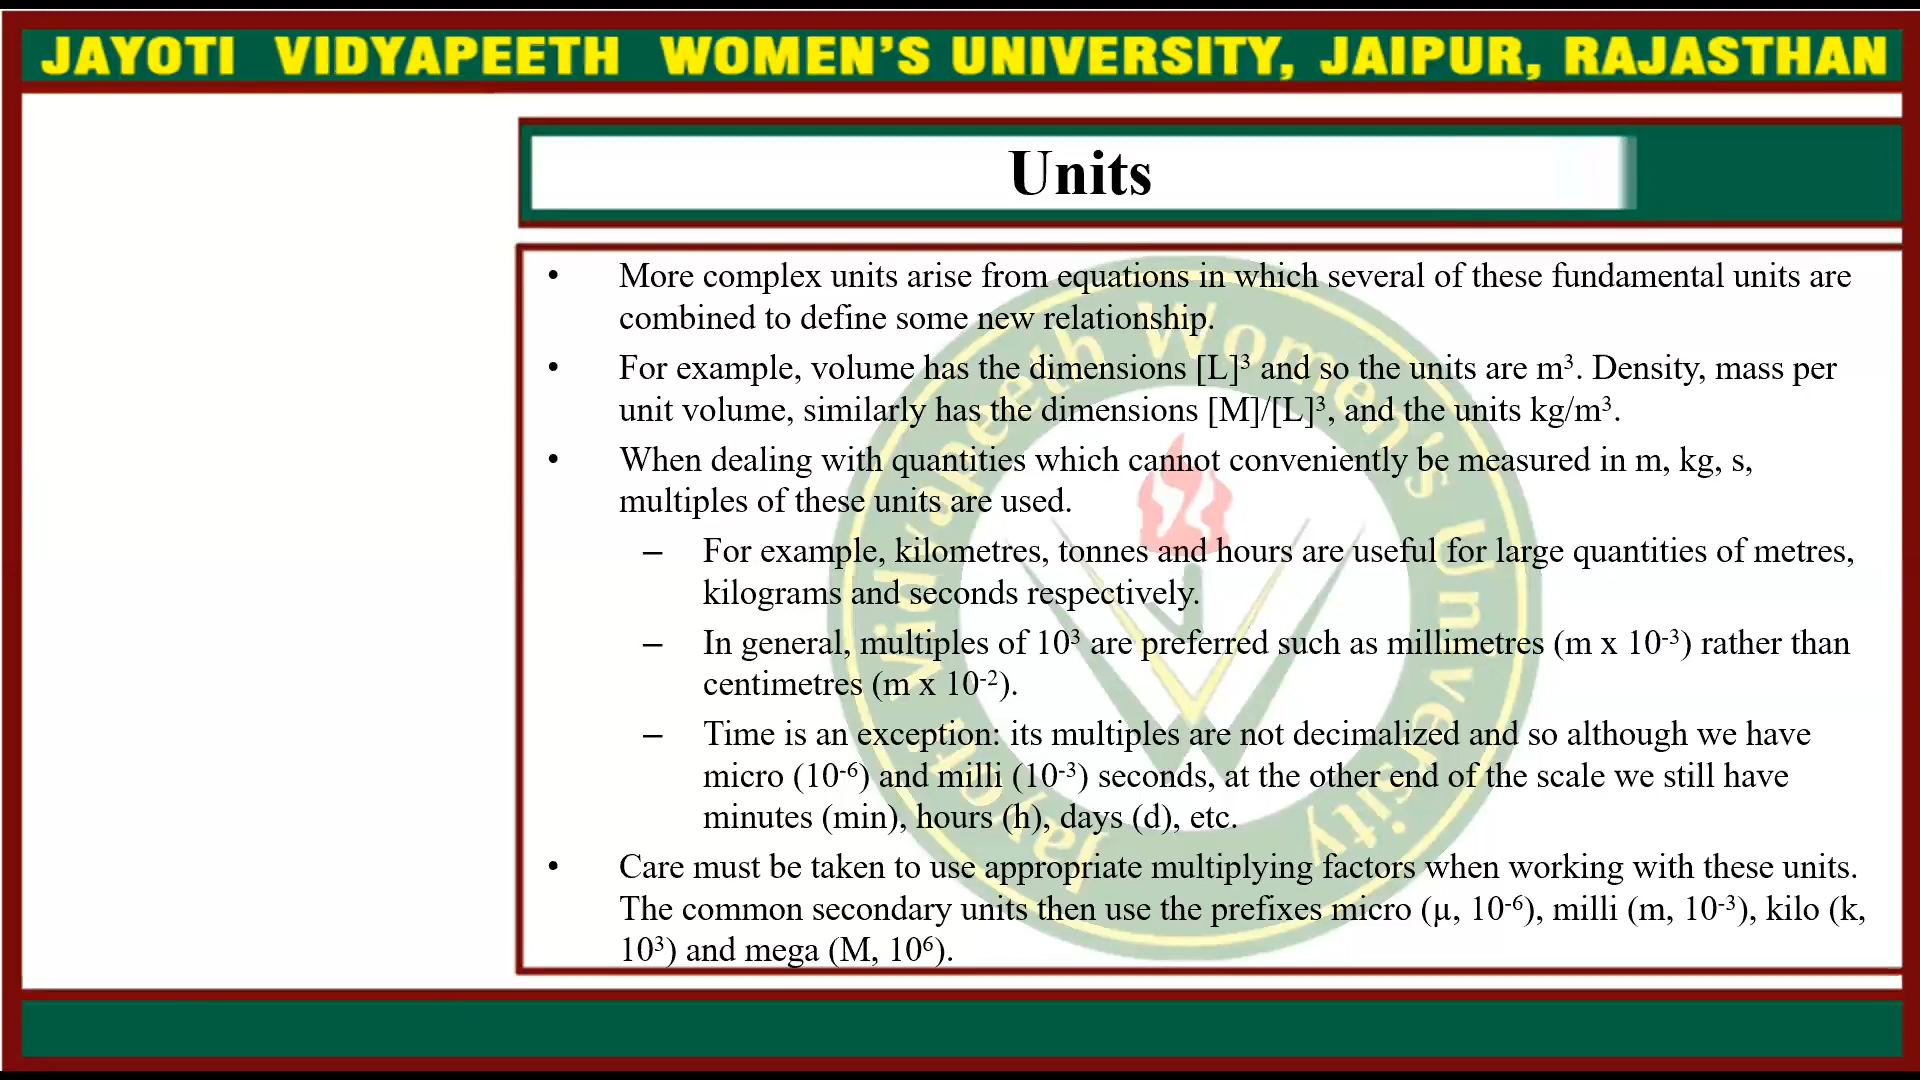 JAYOTI VIDYAPEETH WOMEN'S UNIVERSITY, JAIPUR, RAJASTHAN
Units
• More complex units arise from equations in which several of these fundamental units are
combined to define some new relationship.
• For example, volume has the dimensions [L]³ and so the units are m³. Density, mass per
unit volume, similarly has the dimensions [M]/[L]³, and the units kg/m³.
• When dealing with quantities which cannot conveniently be measured in m, kg, s,
multiples of these units are used.
– For example, kilometres, tonnes and hours are useful for large quantities of metres,
kilograms and seconds respectively.
– In general, multiples of 10³ are preferred such as millimetres (m x 10⁻³) rather than
centimetres (m x 10⁻²).
– Time is an exception: its multiples are not decimalized and so although we have
micro (10⁻⁶) and milli (10⁻³) seconds, at the other end of the scale we still have
minutes (min), hours (h), days (d), etc.
• Care must be taken to use appropriate multiplying factors when working with these units.
The common secondary units then use the prefixes micro (µ, 10⁻⁶), milli (m, 10⁻³), kilo (k,
10³) and mega (M, 10⁶).
Jayoti Vidyapeeth Women's University